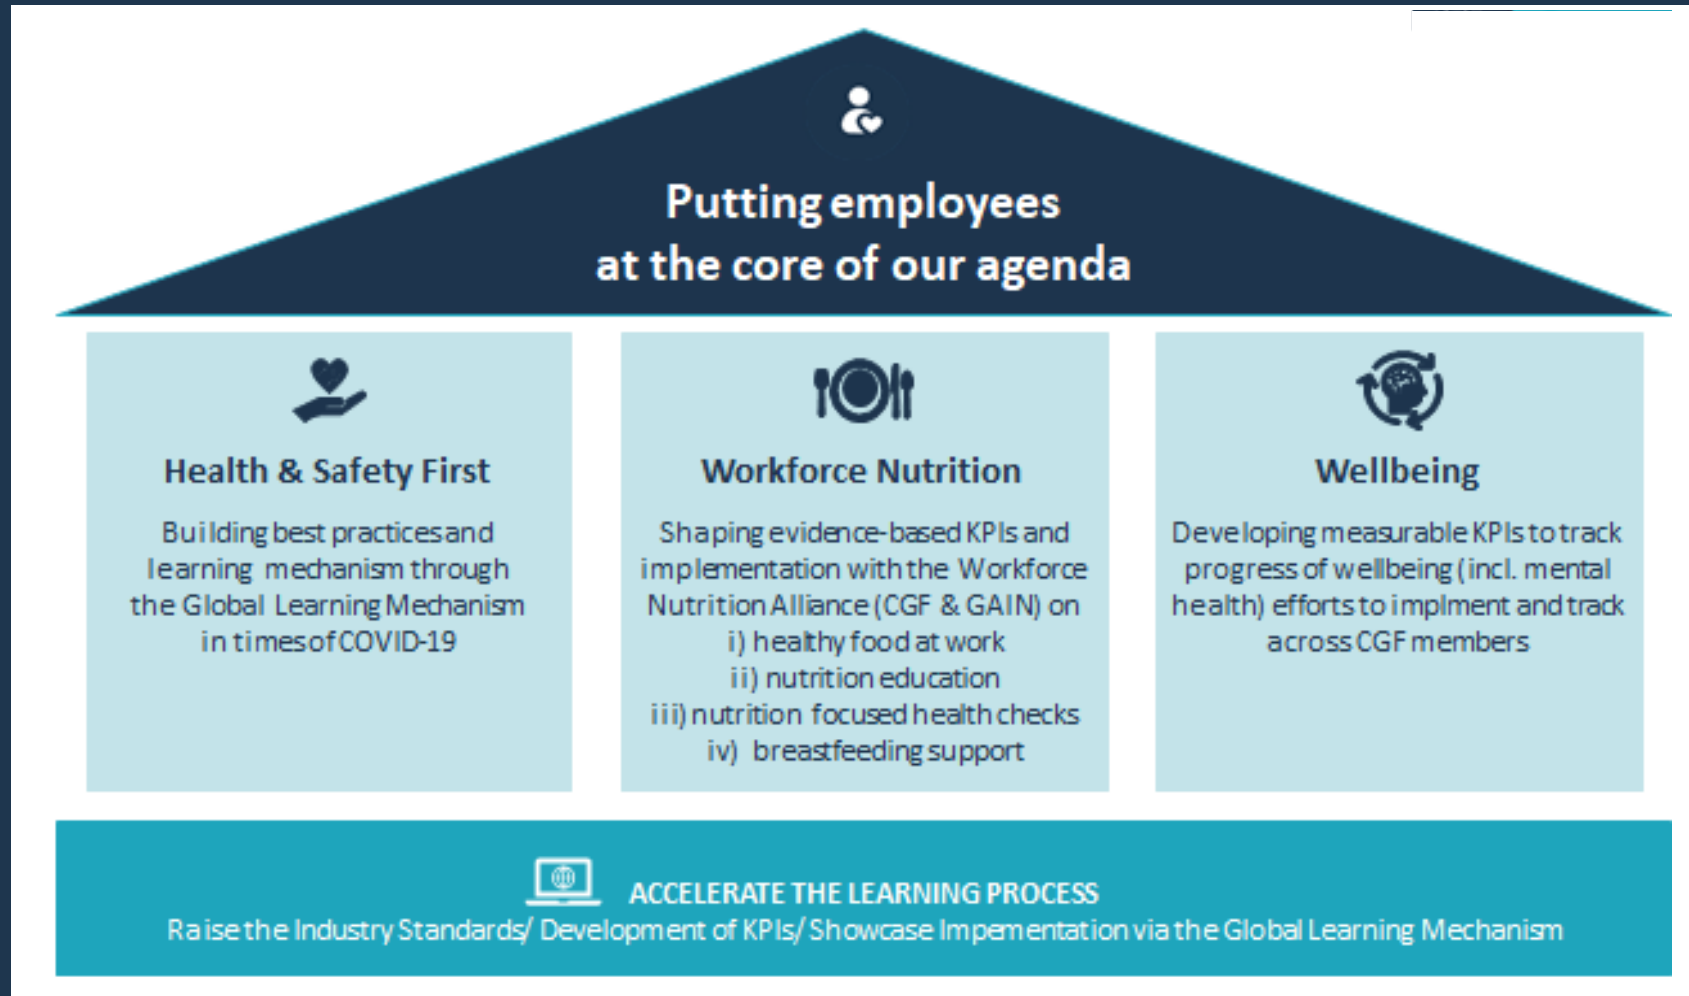 Putting employees
at the core of our agenda
Health & Safety First
Building best practices and
learning mechanism through
the Global Learning Mechanism
in times of COVID-19
Workforce Nutrition
Shaping evidence-based KPIs and
implementation with the Workforce
Nutrition Alliance (CGF & GAIN) on
i) healthy food at work
ii) nutrition education
iii) nutrition focused health checks
iv) breastfeeding support
Wellbeing
Developing measurable KPIs to track
progress of wellbeing (incl. mental
health) efforts to implment and track
across CGF members
ACCELERATE THE LEARNING PROCESS
Raise the Industry Standards/ Development of KPIs/ Showcase Impementation via the Global Learning Mechanism